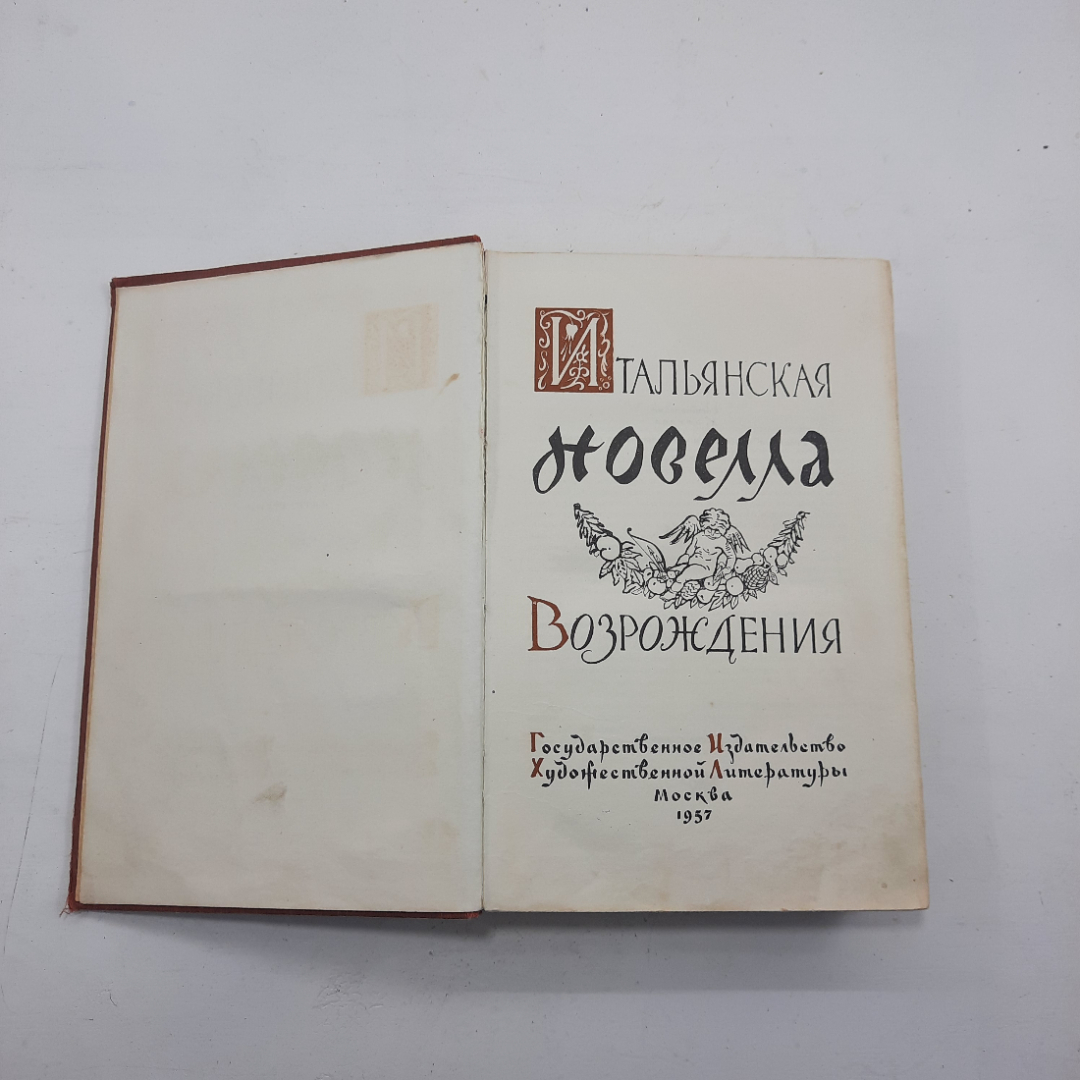 Итальянская
новелла
Возрождения
Государственное Издательство
Художественной Литературы
Москва
1957